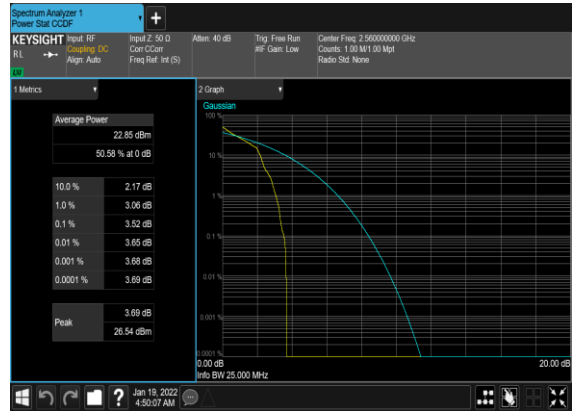 Spectrum Analyzer 1
Power Stat CCDF
KEYSIGHT
RL
Input: RF
Coupling: DC
Align: Auto
Input Z: 50 Ω
Corr CCorr
Freq Ref: Int (S)
Atten: 40 dB
Trig: Free Run
#IF Gain: Low
Center Freq: 2.560000000 GHz
Counts: 1.00 M/1.00 Mpt
Radio Std: None
1 Metrics
Average Power
22.85 dBm
50.58 % at 0 dB
10.0 % 2.17 dB
1.0 % 3.06 dB
0.1 % 3.52 dB
0.01 % 3.65 dB
0.001 % 3.68 dB
0.0001 % 3.69 dB
Peak
3.69 dB
26.54 dBm
2 Graph
Gaussian
100 %
10 %
1 %
0.1 %
0.01 %
0.001 %
0.0001 %
0.00 dB
20.00 dB
Info BW 25.000 MHz
Jan 19, 2022
4:50:07 AM